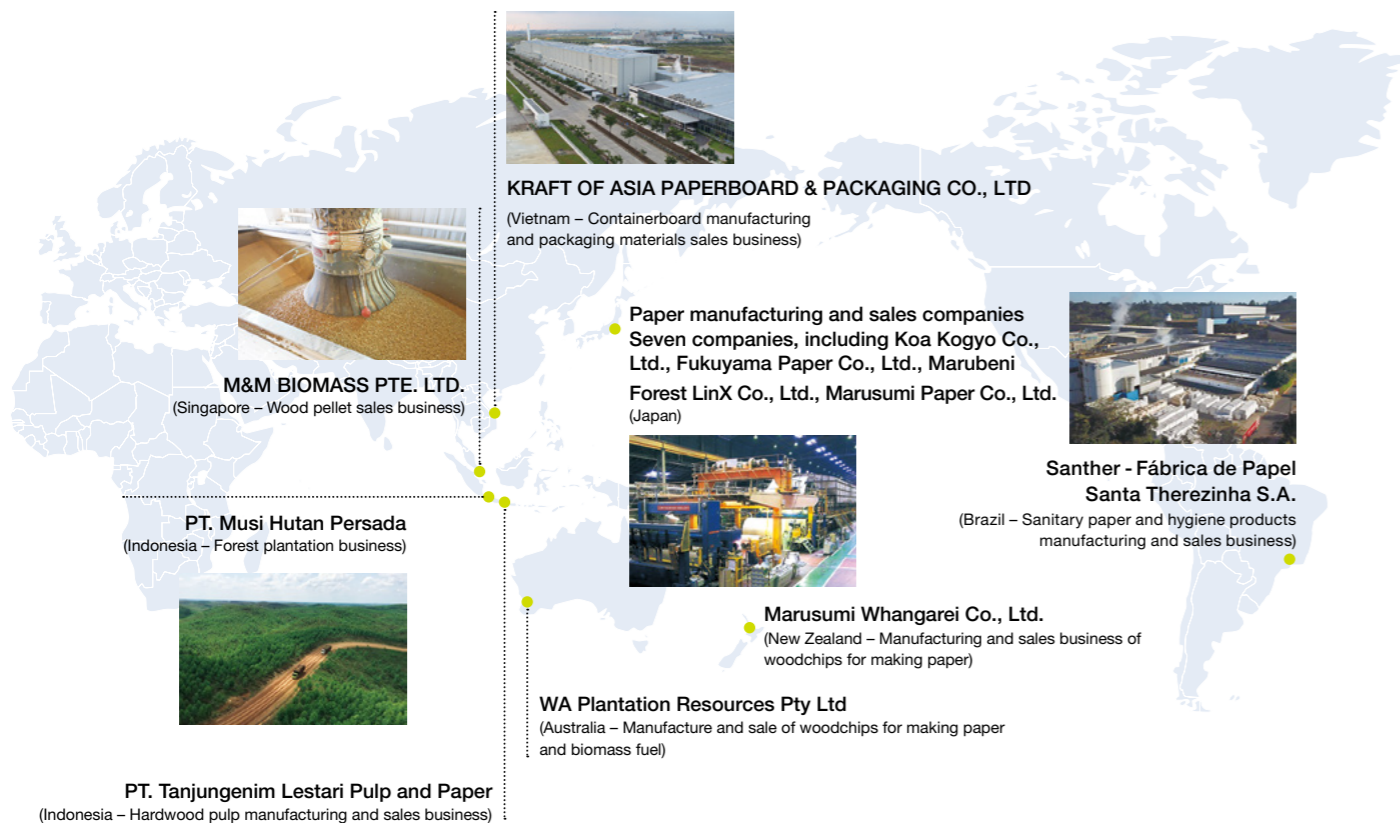 KRAFT OF ASIA PAPERBOARD & PACKAGING CO., LTD
(Vietnam – Containerboard manufacturing
and packaging materials sales business)
M&M BIOMASS PTE. LTD.
(Singapore – Wood pellet sales business)
Paper manufacturing and sales companies
Seven companies, including Koa Kogyo Co.,
Ltd., Fukuyama Paper Co., Ltd., Marubeni
Forest LinX Co., Ltd., Marusumi Paper Co., Ltd.
(Japan)
Santher - Fábrica de Papel
Santa Therezinha S.A.
(Brazil – Sanitary paper and hygiene products
manufacturing and sales business)
PT. Musi Hutan Persada
(Indonesia – Forest plantation business)
Marusumi Whangarei Co., Ltd.
(New Zealand – Manufacturing and sales business of
woodchips for making paper)
WA Plantation Resources Pty Ltd
(Australia – Manufacture and sale of woodchips for making paper
and biomass fuel)
PT. Tanjungenim Lestari Pulp and Paper
(Indonesia – Hardwood pulp manufacturing and sales business)